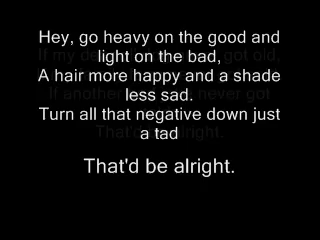 Hey, go heavy on the good and
light on the bad,
A hair more happy and a shade
less sad.
Turn all that negative down just
a tad
That'd be alright.